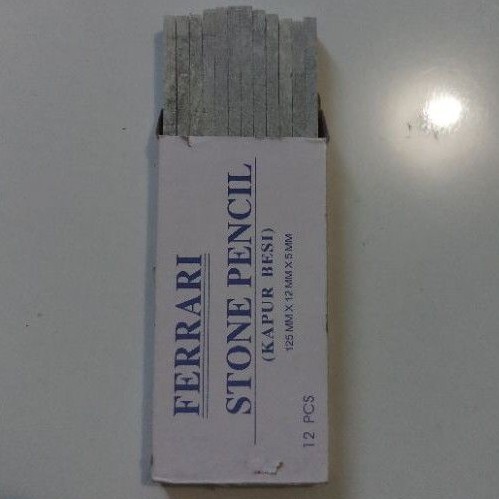 FERRARI
STONE PENCIL
(KAPUR BESI)
125 MM X 12 MM X 5 MM
12 PCS